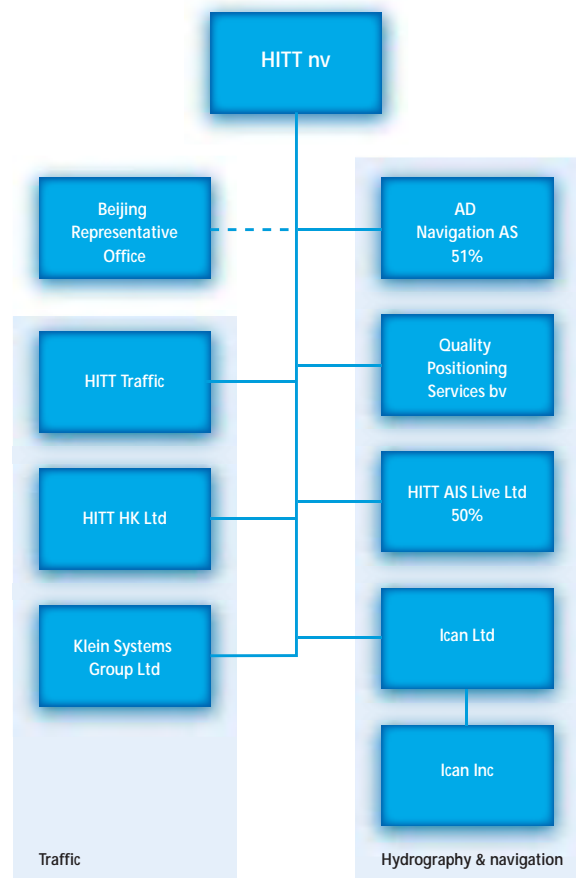 HITT nv
Beijing
Representative
Office
AD
Navigation AS
51%
HITT Traffic
Quality
Positioning
Services bv
HITT HK Ltd
HITT AIS Live Ltd
50%
Klein Systems
Group Ltd
Ican Ltd
Ican Inc
Traffic
Hydrography & navigation